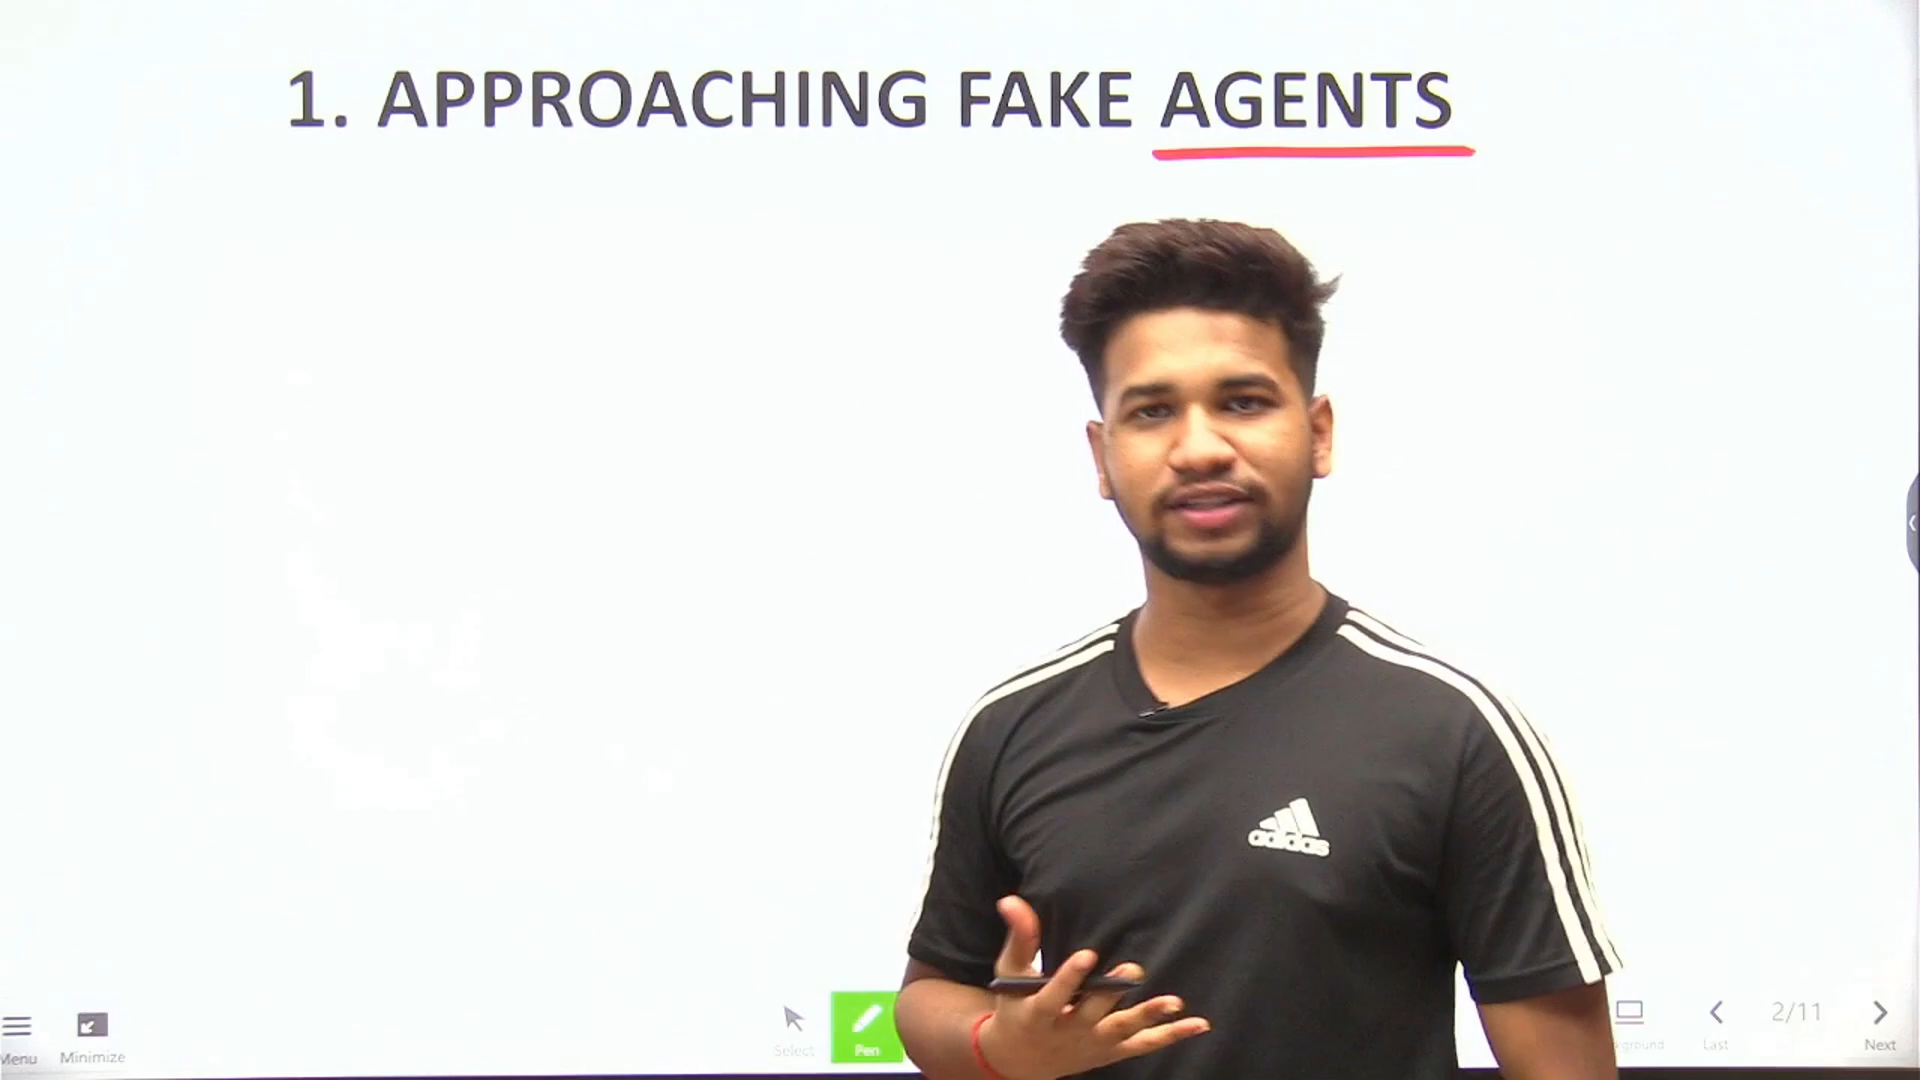 1. APPROACHING FAKE AGENTS
adidas
Menu
Minimize
Select
Pen
Last
2/11
Next